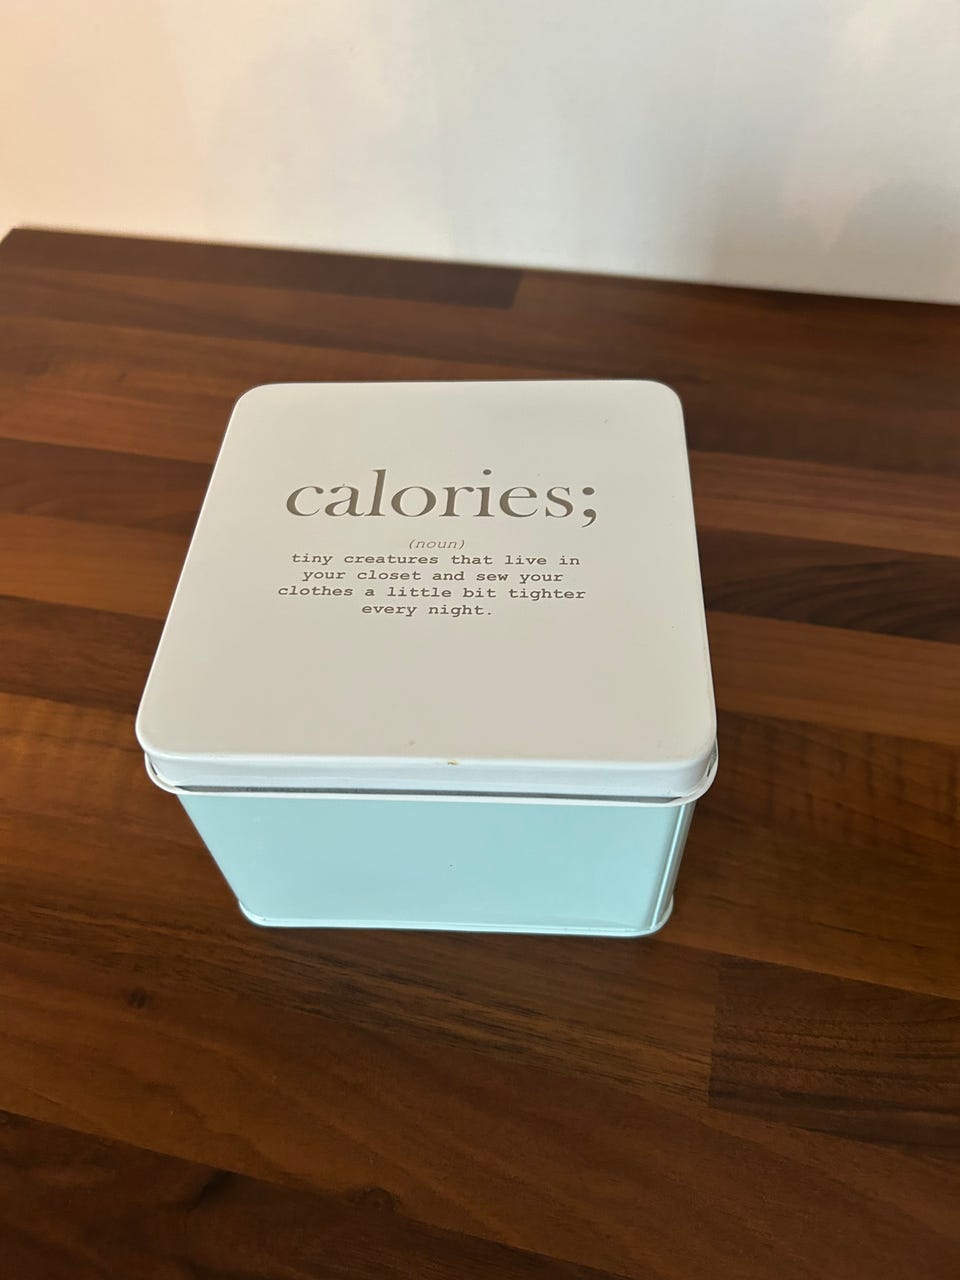 calories;
(noun)
tiny creatures that live in
your closet and sew your
clothes a little bit tighter
every night.